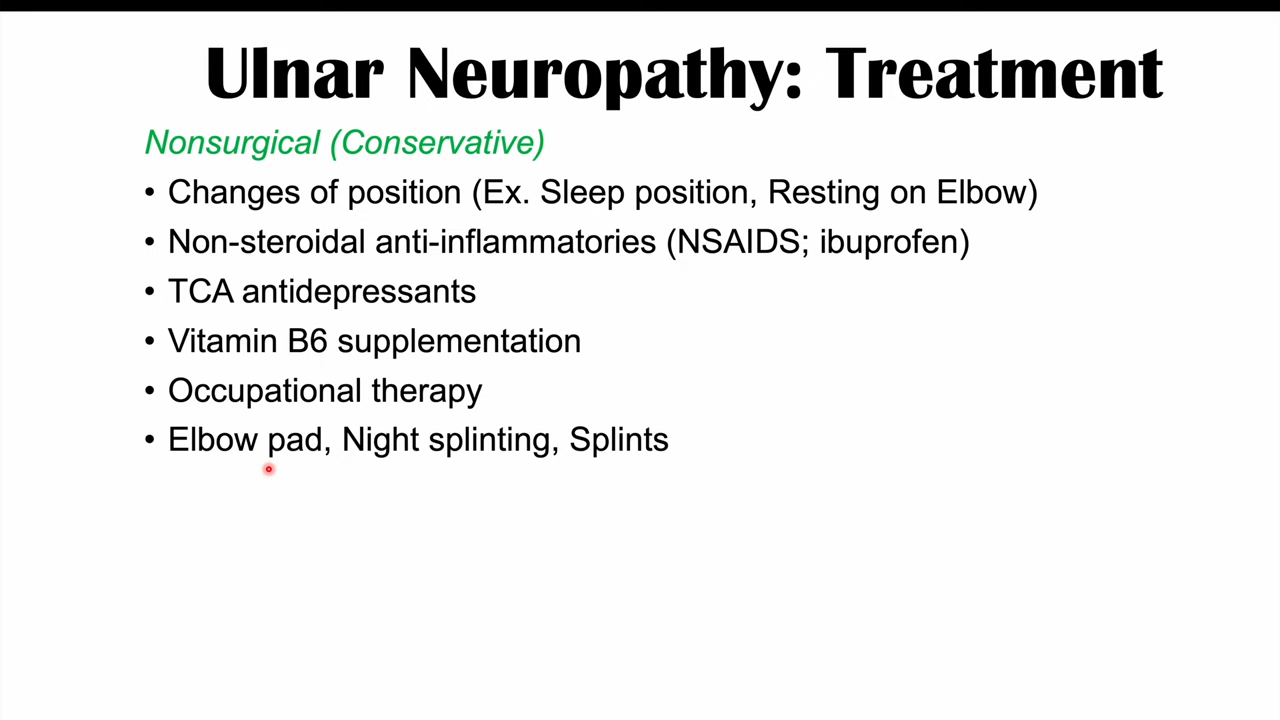 Ulnar Neuropathy: Treatment
Nonsurgical (Conservative)
• Changes of position (Ex. Sleep position, Resting on Elbow)
• Non-steroidal anti-inflammatories (NSAIDS; ibuprofen)
• TCA antidepressants
• Vitamin B6 supplementation
• Occupational therapy
• Elbow pad, Night splinting, Splints